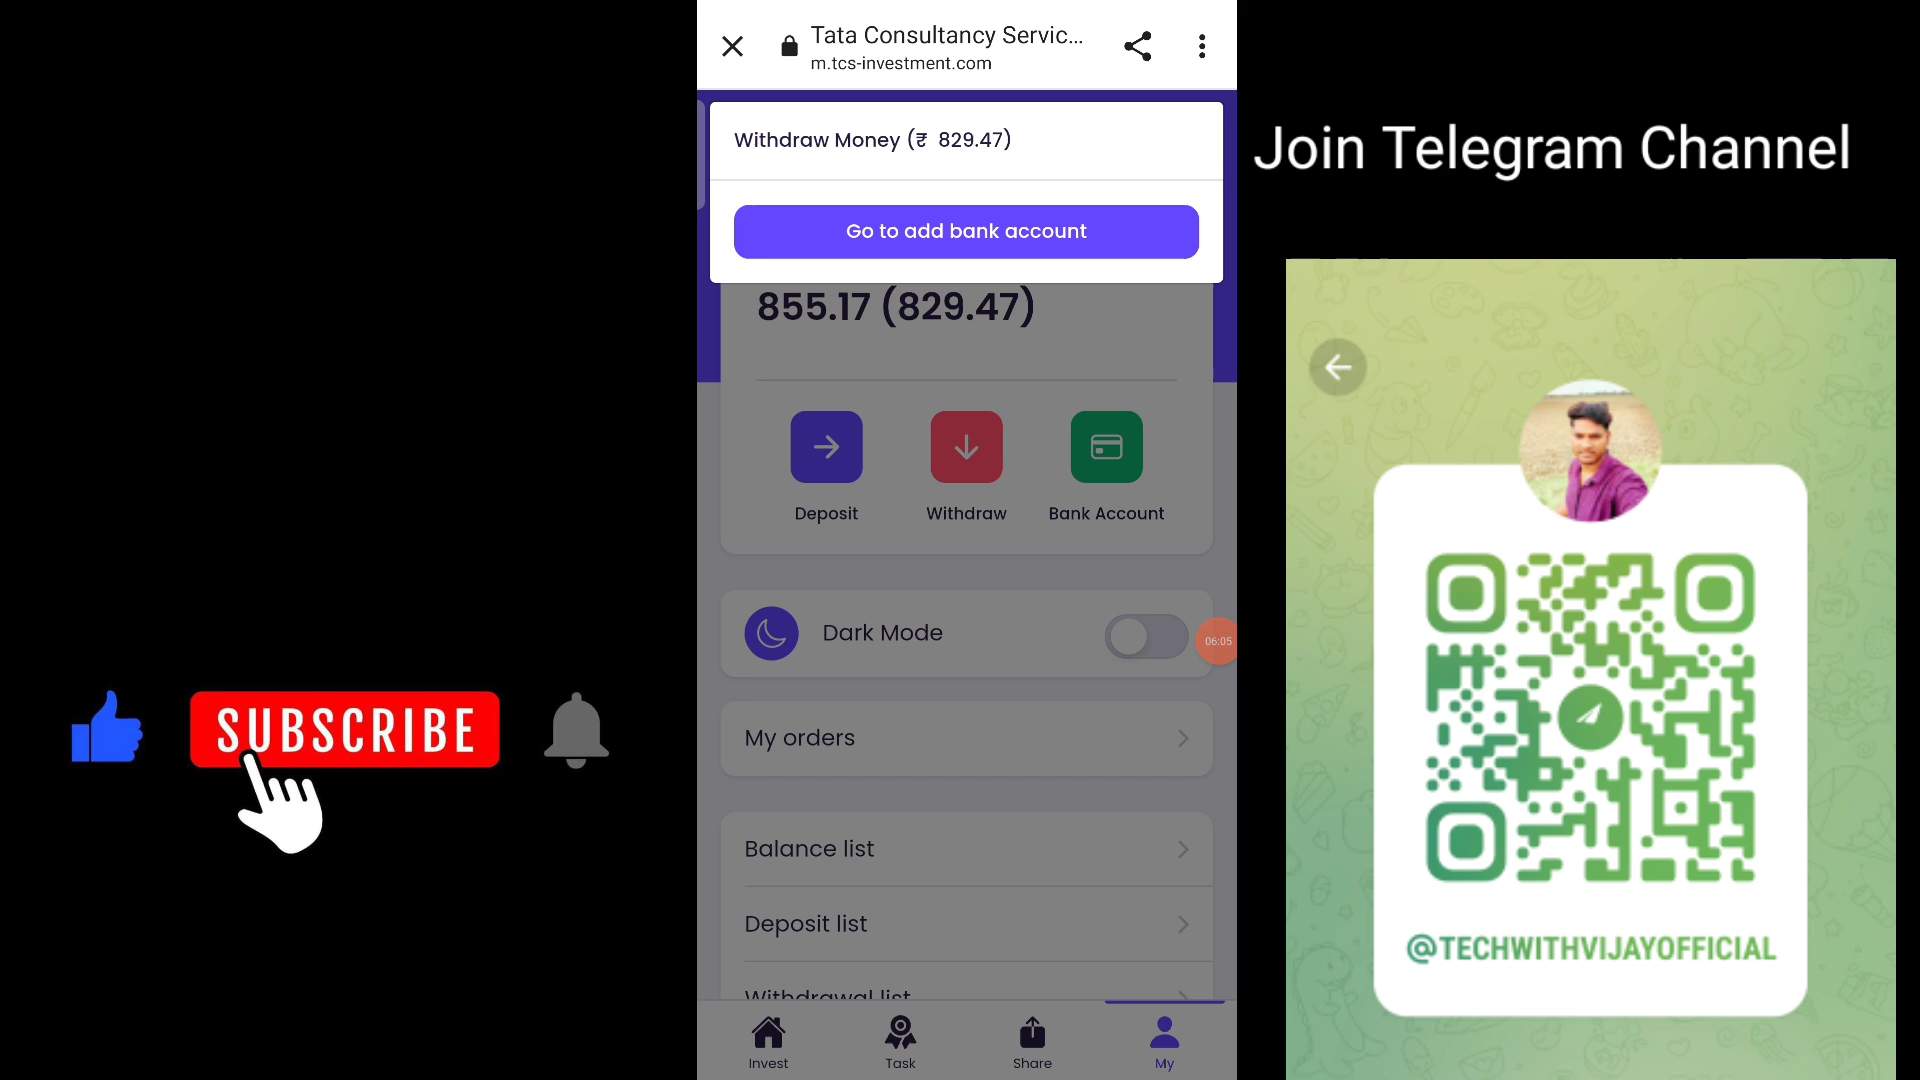 Tata Consultancy Servic...
m.tcs-investment.com
Withdraw Money (₹ 829.47)
Go to add bank account
855.17 (829.47)
Deposit
Withdraw
Bank Account
Dark Mode
06:05
My orders
Balance list
Deposit list
Withdrawal list
Invest
Task
Share
My
SUBSCRIBE
Join Telegram Channel
@TECHWITHVIJAYOFFICIAL